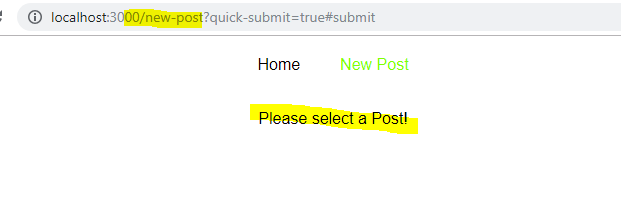 localhost:3000/new-post?quick-submit=true#submit
Home New Post
Please select a Post!